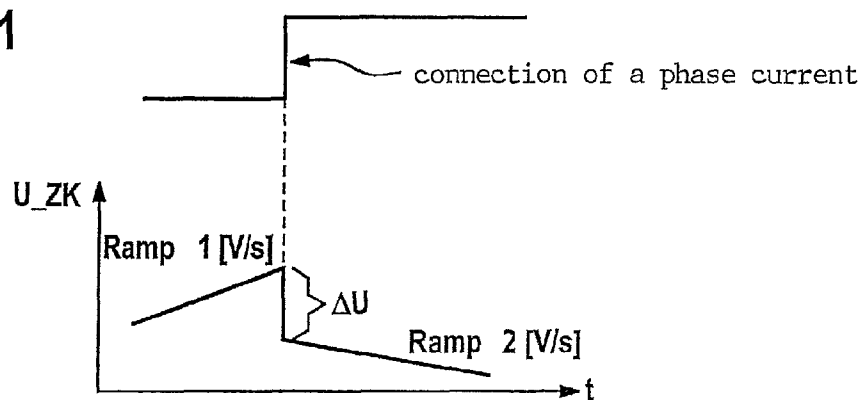 1
connection of a phase current
U_ZK
Ramp 1 [V/s]
ΔU
Ramp 2 [V/s]
t